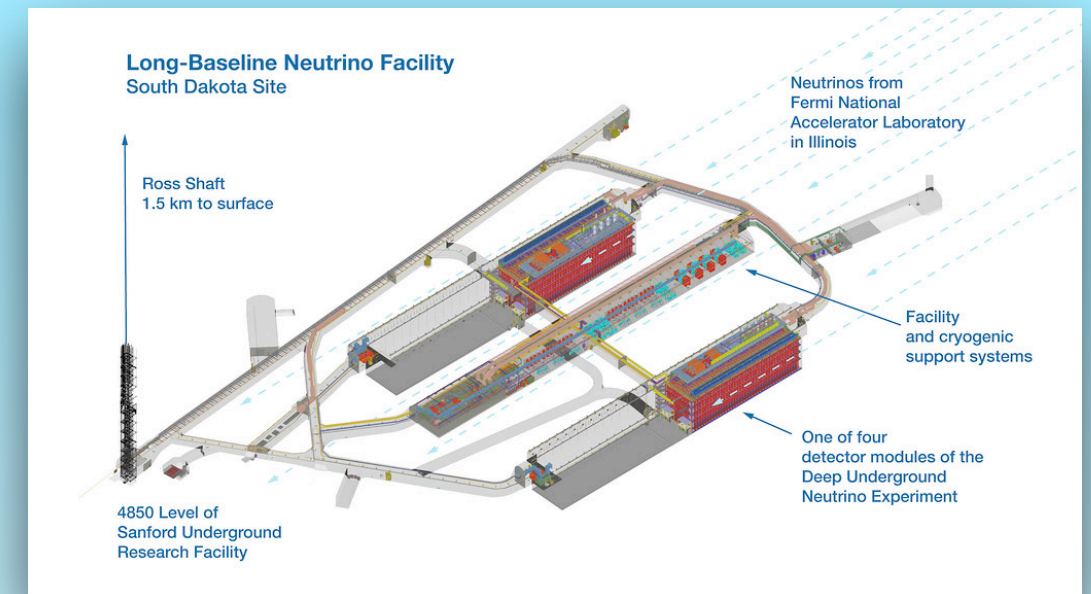 Long-Baseline Neutrino Facility
South Dakota Site
Neutrinos from
Fermi National
Accelerator Laboratory
in Illinois
Ross Shaft
1.5 km to surface
Facility
and cryogenic
support systems
One of four
detector modules of the
Deep Underground
Neutrino Experiment
4850 Level of
Sanford Underground
Research Facility